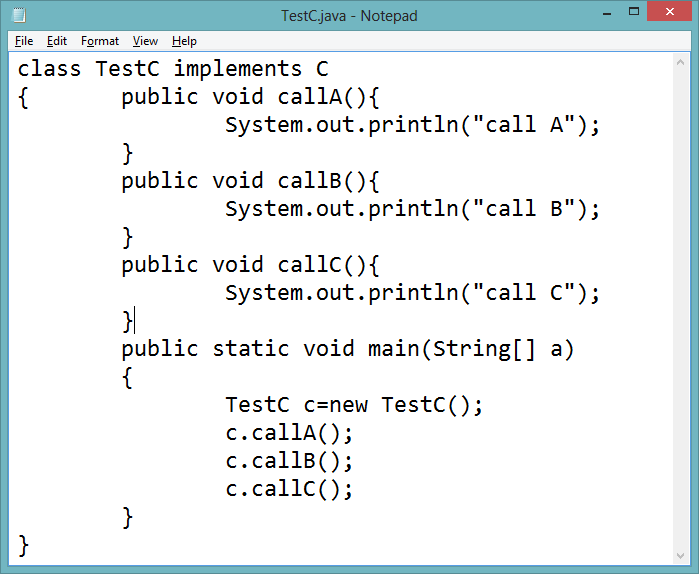 TestC.java - Notepad
File Edit Format View Help
class TestC implements C
{ public void callA(){
System.out.println("call A");
}
public void callB(){
System.out.println("call B");
}
public void callC(){
System.out.println("call C");
}
public static void main(String[] a)
{
TestC c=new TestC();
c.callA();
c.callB();
c.callC();
}
}